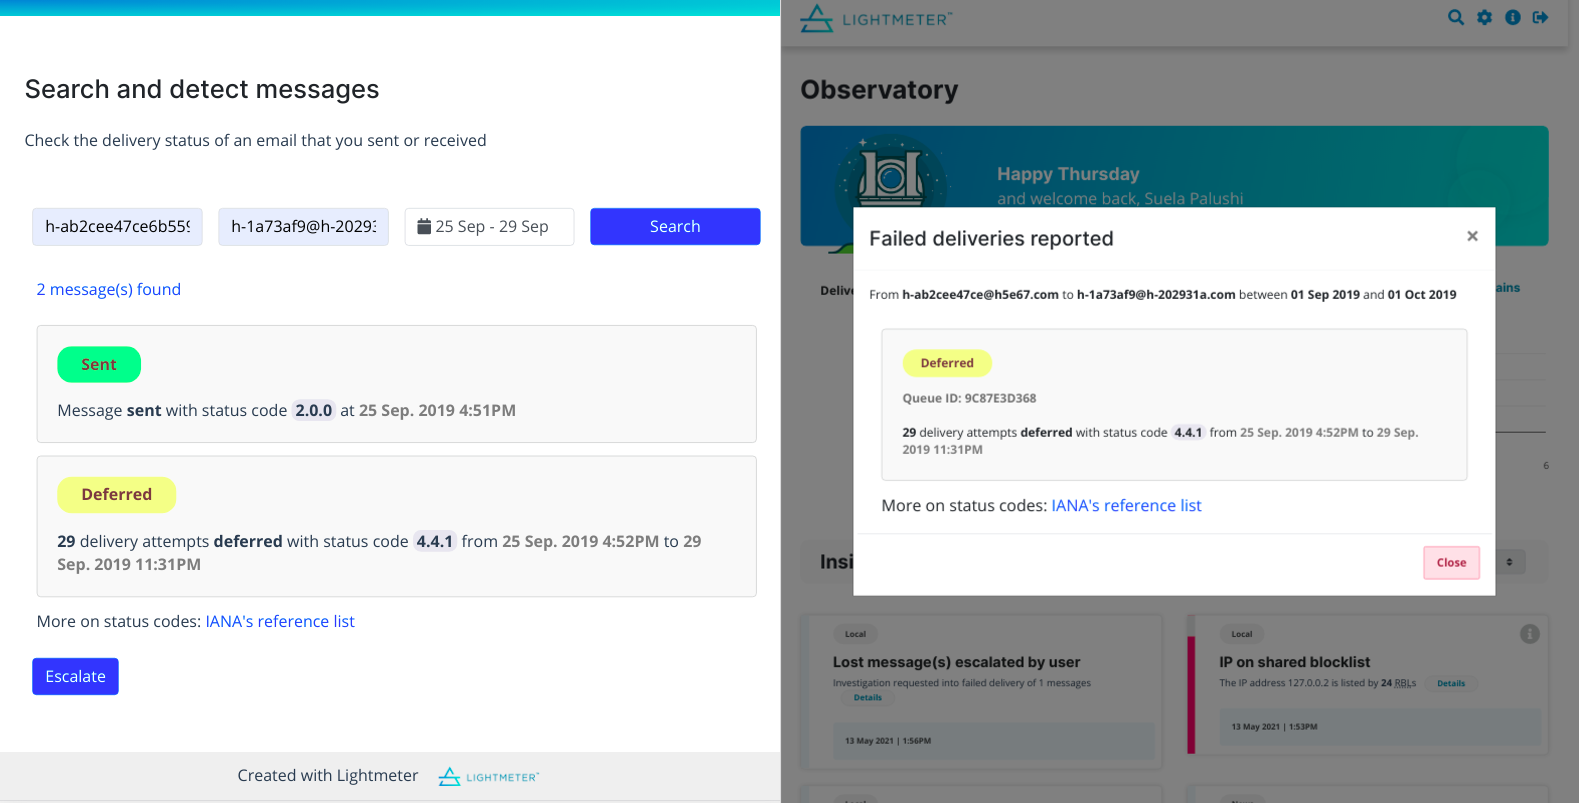 Search and detect messages
Check the delivery status of an email that you sent or received
h-ab2cee47ce6b559
h-1a73af9@h-2029
25 Sep - 29 Sep
Search
2 message(s) found
Sent
Message sent with status code 2.0.0 at 25 Sep. 2019 4:51PM
Deferred
29 delivery attempts deferred with status code 4.4.1 from 25 Sep. 2019 4:52PM to 29
Sep. 2019 11:31PM
More on status codes: IANA's reference list
Escalate
Created with Lightmeter
LIGHTMETER™
LIGHTMETER™
Observatory
Happy Thursday
and welcome back, Suela Palushi
Failed deliveries reported
×
From h-ab2cee47ce@h5e67.com to h-1a73af9@h-202931a.com between 01 Sep 2019 and 01 Oct 2019
Deferred
Queue ID: 9C87E3D368
29 delivery attempts deferred with status code 4.4.1 from 25 Sep. 2019 4:52PM to 29 Sep.
2019 11:31PM
More on status codes: IANA's reference list
Close
Delive
ains
6
Insi
Local
Lost message(s) escalated by user
Investigation requested into failed delivery of 1 messages
Details
13 May 2021 | 1:56PM
Local
IP on shared blocklist
The IP address 127.0.0.2 is listed by 24 RBLs
Details
13 May 2021 | 1:53PM